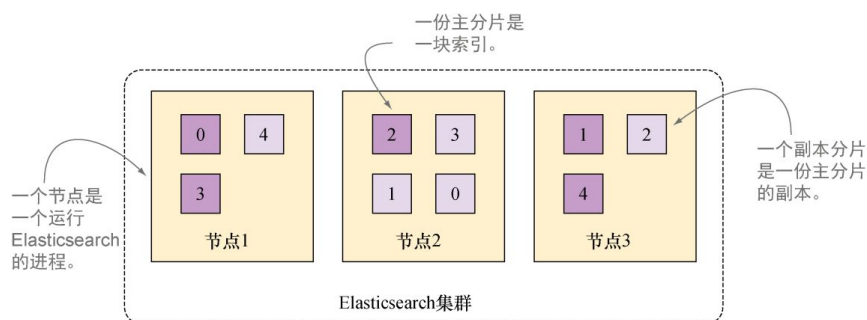 一份主分片是
一块索引。
0 4
2 3
1 2
3
1 0
4
一个节点是
一个运行
Elasticsearch
的进程。
一个副本分片
是一份主分片
的副本。
节点1
节点2
节点3
Elasticsearch集群